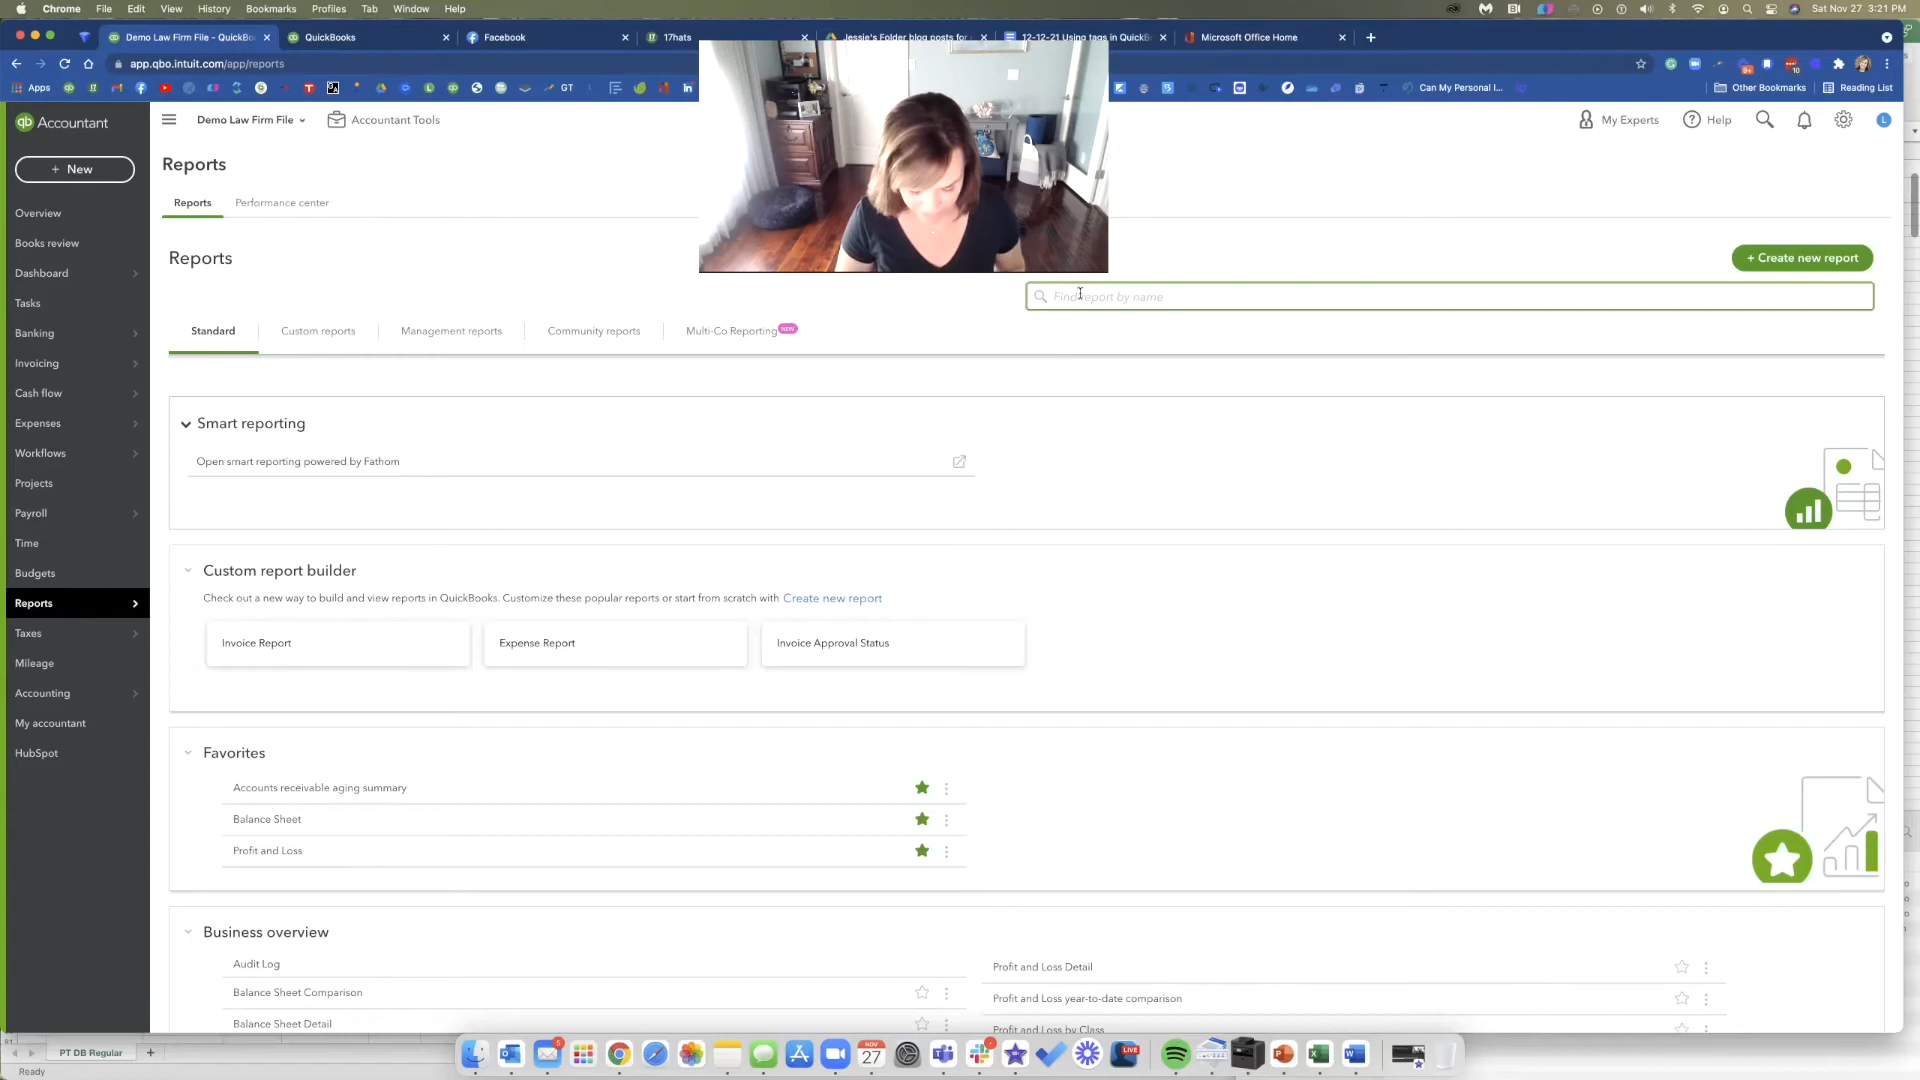 Chrome File Edit View History Bookmarks Profiles Tab Window Help
Sat Nov 27 3:21 PM
Demo Law Firm File - QuickBo
QuickBooks
Facebook
17hats
Jessie's Folder blog posts for
12-12-21 Using tags in QuickB
Microsoft Office Home
app.qbo.intuit.com/app/reports
Apps
GT
Can My Personal I...
Other Bookmarks
Reading List
qb Accountant
Demo Law Firm File
Accountant Tools
My Experts
Help
L
+ New
Overview
Books review
Dashboard
Tasks
Banking
Invoicing
Cash flow
Expenses
Workflows
Projects
Payroll
Time
Budgets
Reports
Taxes
Mileage
Accounting
My accountant
HubSpot
Reports
Reports
Performance center
Reports
+ Create new report
Find report by name
Standard
Custom reports
Management reports
Community reports
Multi-Co Reporting NEW
Smart reporting
Open smart reporting powered by Fathom
Custom report builder
Check out a new way to build and view reports in QuickBooks. Customize these popular reports or start from scratch with Create new report
Invoice Report
Expense Report
Invoice Approval Status
Favorites
Accounts receivable aging summary
Balance Sheet
Profit and Loss
Business overview
Audit Log
Balance Sheet Comparison
Balance Sheet Detail
Profit and Loss Detail
Profit and Loss year-to-date comparison
Profit and Loss by Class
PT DB Regular
NOV
27
LIVE
Ready